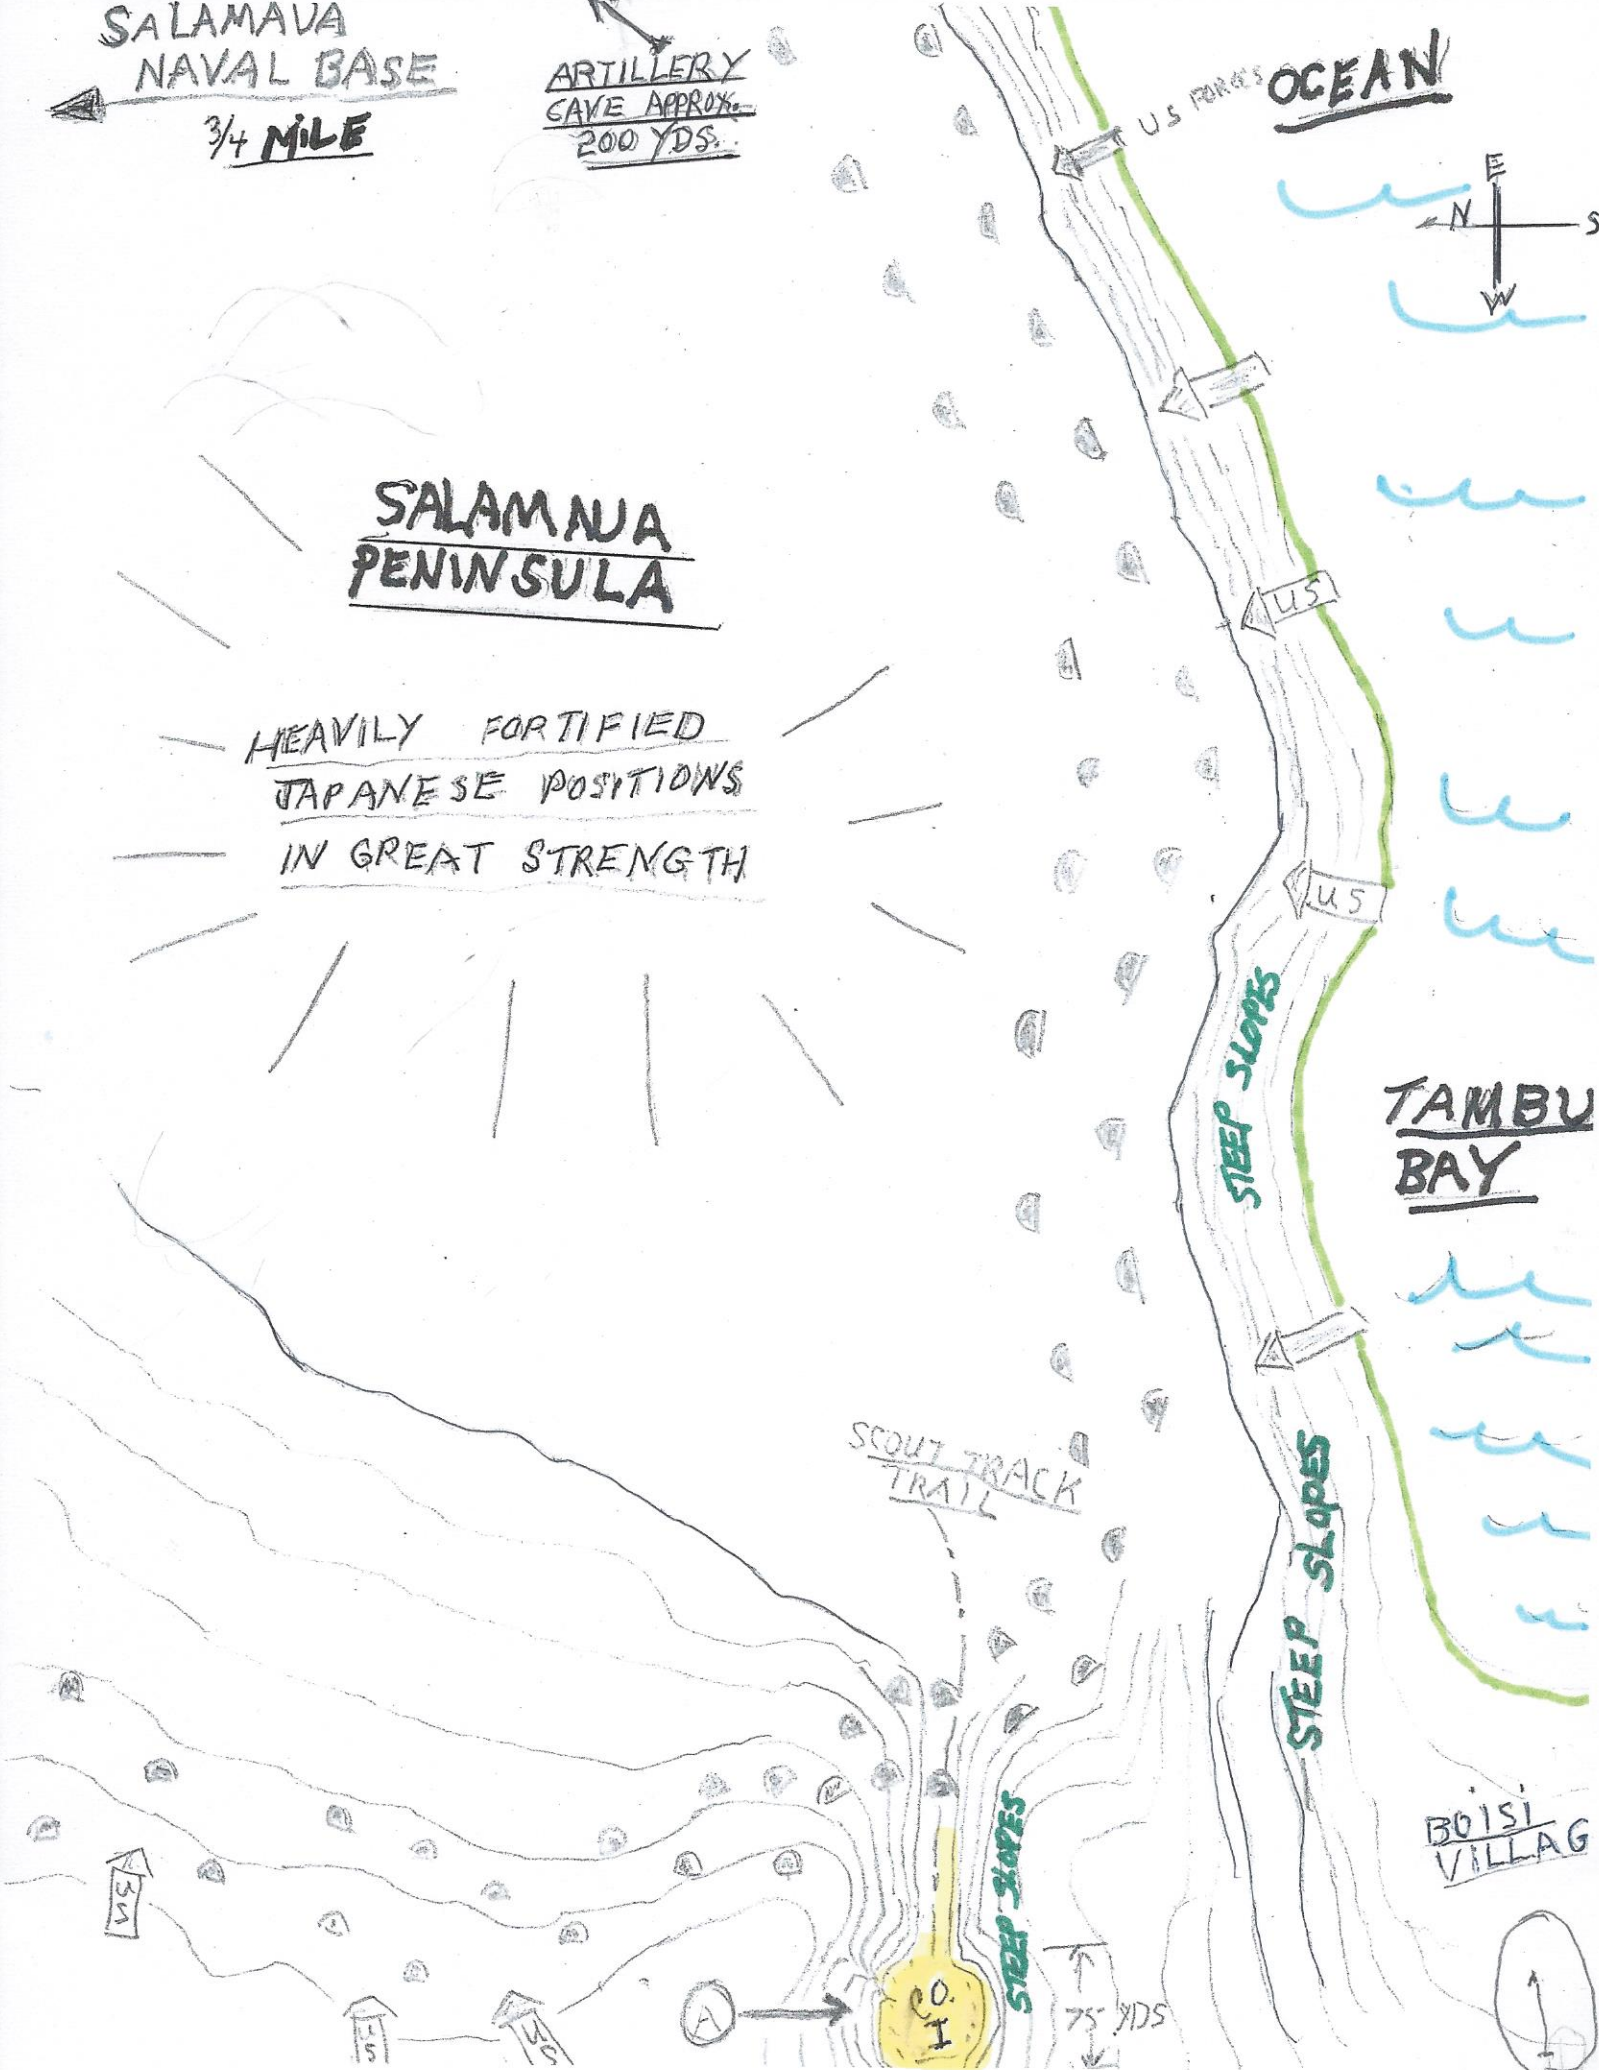 SALAMAUA
NAVAL BASE
3/4 MILE
ARTILLERY
CAVE APPROX.
200 YDS.
US FORCES
OCEAN
E
N
S
W
SALAMAUA
PENINSULA
HEAVILY FORTIFIED
JAPANESE POSITIONS
IN GREAT STRENGTH
US
US
STEEP SLOPES
TAMBU
BAY
SCOUT TRACK
TRAIL
STEEP SLOPES
BOISI
VILLAG
STEEP SLOPES
US
A
CO.
I
75 YDS
US
US